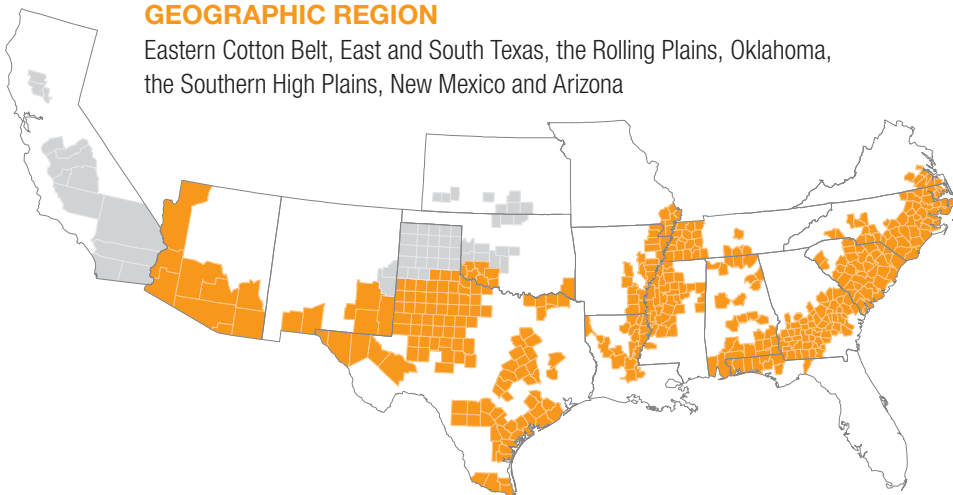 GEOGRAPHIC REGION
Eastern Cotton Belt, East and South Texas, the Rolling Plains, Oklahoma,
the Southern High Plains, New Mexico and Arizona